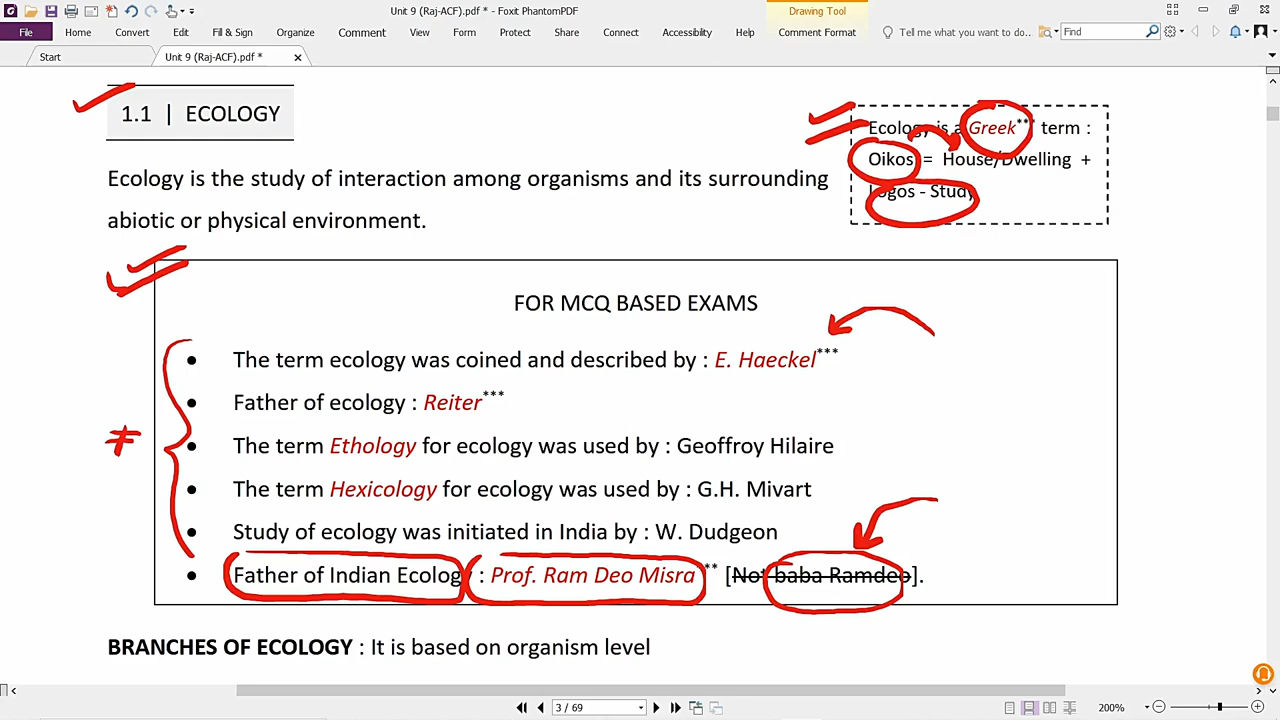 Unit 9 (Raj-ACF).pdf * - Foxit PhantomPDF
Drawing Tool
File Home Convert Edit Fill & Sign Organize Comment View Form Protect Share Connect Accessibility Help Comment Format Tell me what you want to do... Find
Start Unit 9 (Raj-ACF).pdf *
1.1 | ECOLOGY
Ecology is a Greek*** term :
Oikos = House/Dwelling +
Logos - Study
Ecology is the study of interaction among organisms and its surrounding
abiotic or physical environment.
FOR MCQ BASED EXAMS
• The term ecology was coined and described by : E. Haeckel***
• Father of ecology : Reiter***
• The term Ethology for ecology was used by : Geoffroy Hilaire
• The term Hexicology for ecology was used by : G.H. Mivart
• Study of ecology was initiated in India by : W. Dudgeon
• Father of Indian Ecology : Prof. Ram Deo Misra** [Not baba Ramdeo].
BRANCHES OF ECOLOGY : It is based on organism level
3 / 69 200%